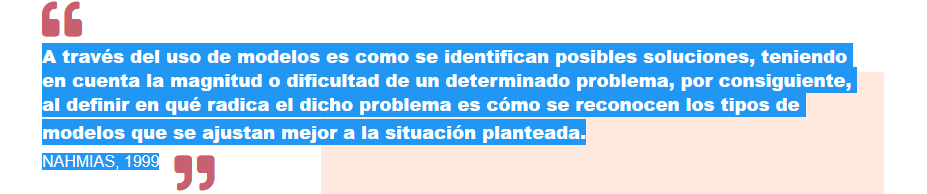 A través del uso de modelos es como se identifican posibles soluciones, teniendo
en cuenta la magnitud o dificultad de un determinado problema, por consiguiente,
al definir en qué radica el dicho problema es cómo se reconocen los tipos de
modelos que se ajustan mejor a la situación planteada.
NAHMIAS, 1999